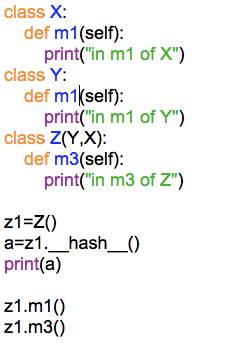 class X:
    def m1(self):
        print("in m1 of X")
class Y:
    def m1(self):
        print("in m1 of Y")
class Z(Y,X):
    def m3(self):
        print("in m3 of Z")

z1=Z()
a=z1.__hash__()
print(a)

z1.m1()
z1.m3()